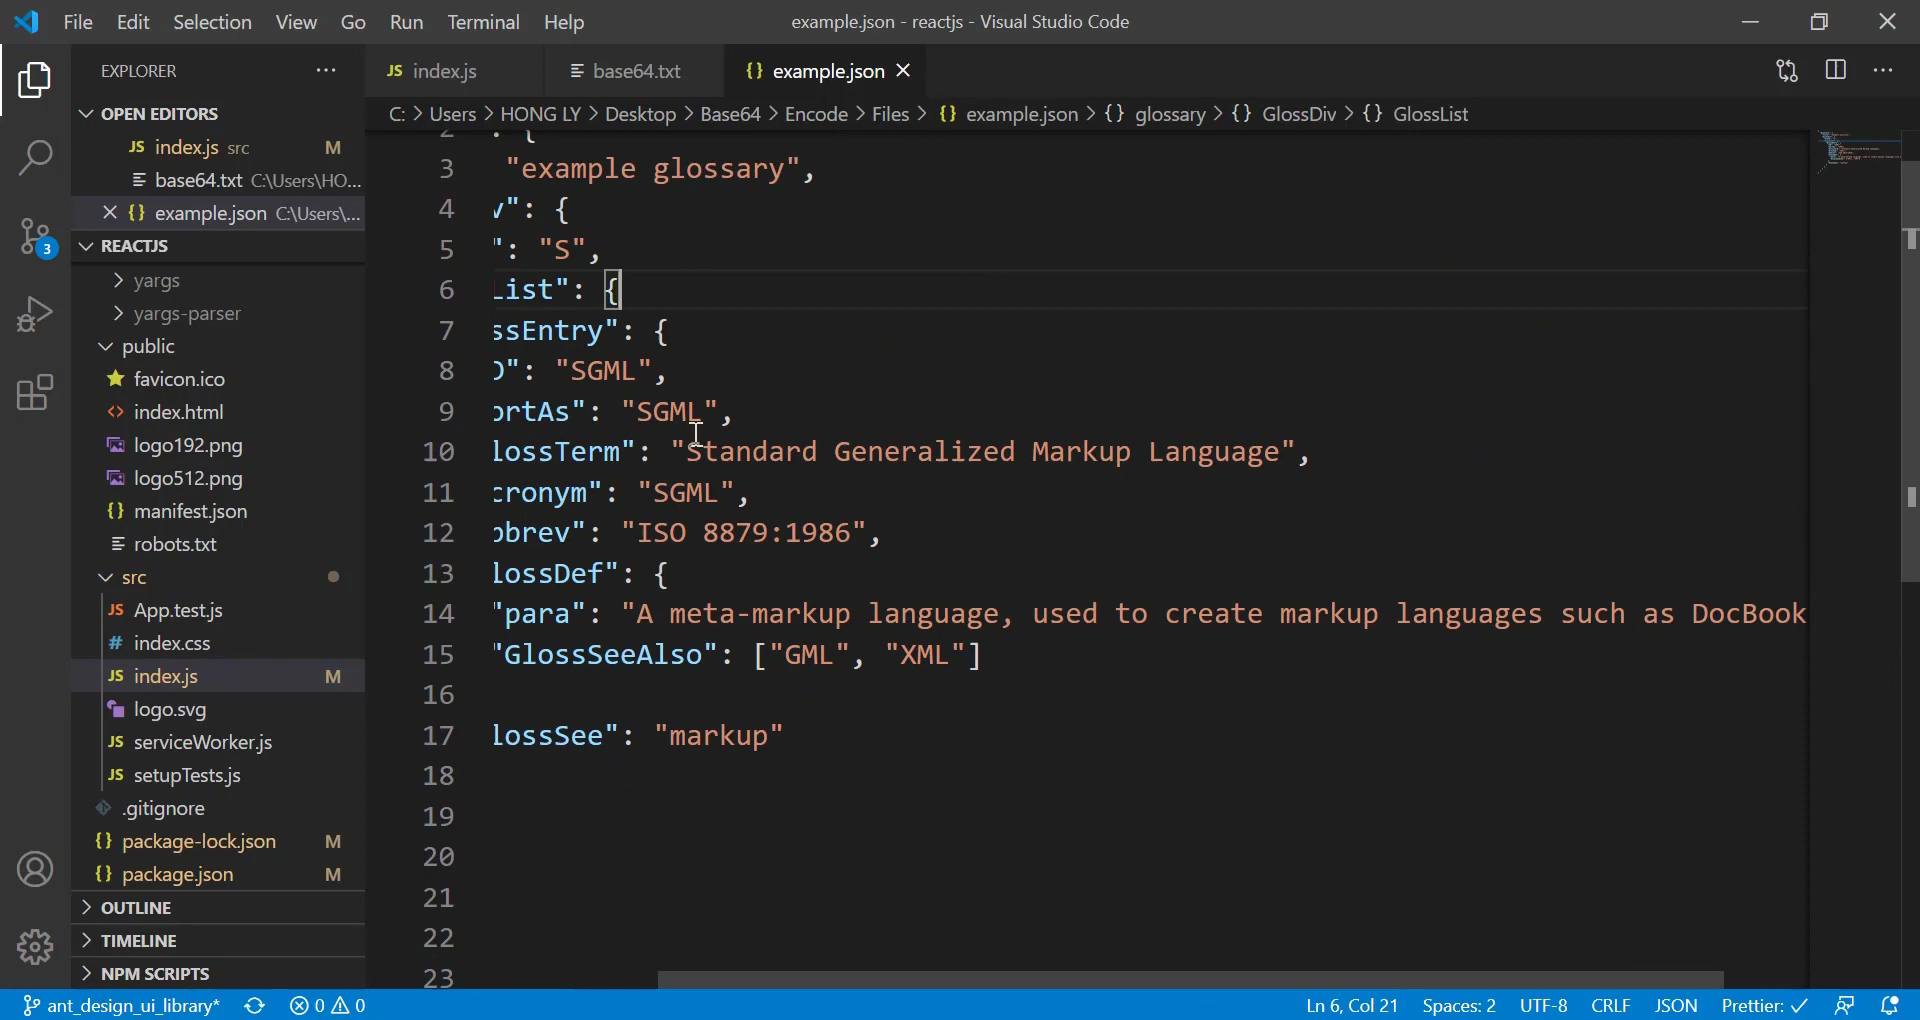 File Edit Selection View Go Run Terminal Help example.json - reactjs - Visual Studio Code
EXPLORER
JS index.js base64.txt {} example.json
C: > Users > HONG LY > Desktop > Base64 > Encode > Files > {} example.json > {} glossary > {} GlossDiv > {} GlossList
OPEN EDITORS
JS index.js src M
base64.txt C:\Users\HO...
{} example.json C:\Users\...
REACTJS
yargs
yargs-parser
public
favicon.ico
<> index.html
logo192.png
logo512.png
{} manifest.json
robots.txt
src
JS App.test.js
# index.css
JS index.js M
logo.svg
JS serviceWorker.js
JS setupTests.js
.gitignore
{} package-lock.json M
{} package.json M
OUTLINE
TIMELINE
NPM SCRIPTS
3
2 : {
3 "example glossary",
4 v": {
5 ": "S",
6 List": {
7 ssEntry": {
8 D": "SGML",
9 ortAs": "SGML",
10 lossTerm": "Standard Generalized Markup Language",
11 cronym": "SGML",
12 bbrev": "ISO 8879:1986",
13 lossDef": {
14 "para": "A meta-markup language, used to create markup languages such as DocBook
15 "GlossSeeAlso": ["GML", "XML"]
16
17 lossSee": "markup"
18
19
20
21
22
23
ant_design_ui_library* 0 0 Ln 6, Col 21 Spaces: 2 UTF-8 CRLF JSON Prettier: ✓